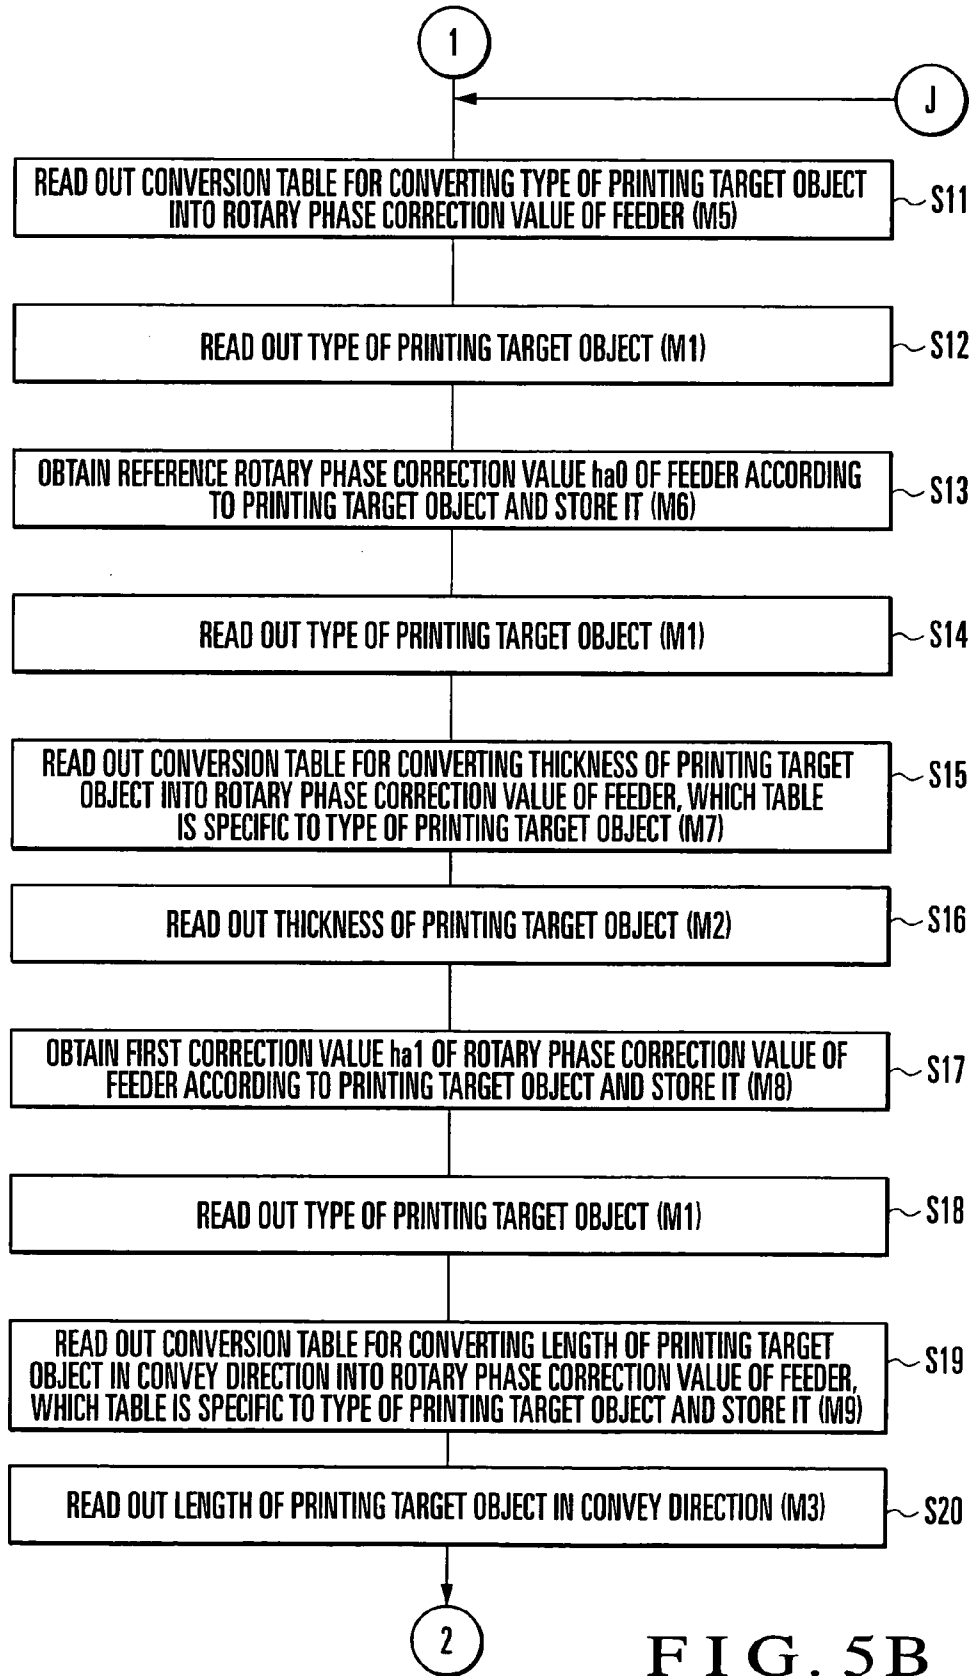 1
J
READ OUT CONVERSION TABLE FOR CONVERTING TYPE OF PRINTING TARGET OBJECT
INTO ROTARY PHASE CORRECTION VALUE OF FEEDER (M5)
S11
READ OUT TYPE OF PRINTING TARGET OBJECT (M1)
S12
OBTAIN REFERENCE ROTARY PHASE CORRECTION VALUE ha0 OF FEEDER ACCORDING
TO PRINTING TARGET OBJECT AND STORE IT (M6)
S13
READ OUT TYPE OF PRINTING TARGET OBJECT (M1)
S14
READ OUT CONVERSION TABLE FOR CONVERTING THICKNESS OF PRINTING TARGET
OBJECT INTO ROTARY PHASE CORRECTION VALUE OF FEEDER, WHICH TABLE
IS SPECIFIC TO TYPE OF PRINTING TARGET OBJECT (M7)
S15
READ OUT THICKNESS OF PRINTING TARGET OBJECT (M2)
S16
OBTAIN FIRST CORRECTION VALUE ha1 OF ROTARY PHASE CORRECTION VALUE OF
FEEDER ACCORDING TO PRINTING TARGET OBJECT AND STORE IT (M8)
S17
READ OUT TYPE OF PRINTING TARGET OBJECT (M1)
S18
READ OUT CONVERSION TABLE FOR CONVERTING LENGTH OF PRINTING TARGET
OBJECT IN CONVEY DIRECTION INTO ROTARY PHASE CORRECTION VALUE OF FEEDER,
WHICH TABLE IS SPECIFIC TO TYPE OF PRINTING TARGET OBJECT AND STORE IT (M9)
S19
READ OUT LENGTH OF PRINTING TARGET OBJECT IN CONVEY DIRECTION (M3)
S20
2
FIG. 5B